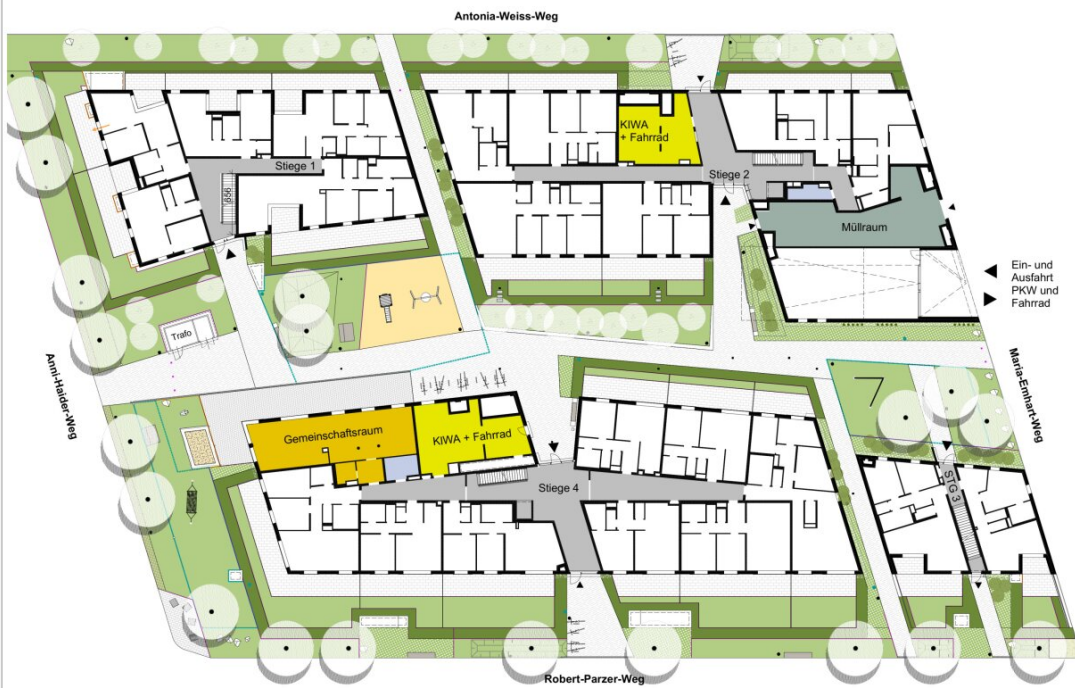 Antonia-Weiss-Weg
KIWA
+ Fahrrad
Stiege 1
Stiege 2
656
Müllraum
Ein- und
Ausfahrt
PKW und
Fahrrad
Trafo
Anni-Haider-Weg
Maria-Emhart-Weg
Gemeinschaftsraum
KIWA + Fahrrad
Stiege 4
STG 3
Robert-Parzer-Weg